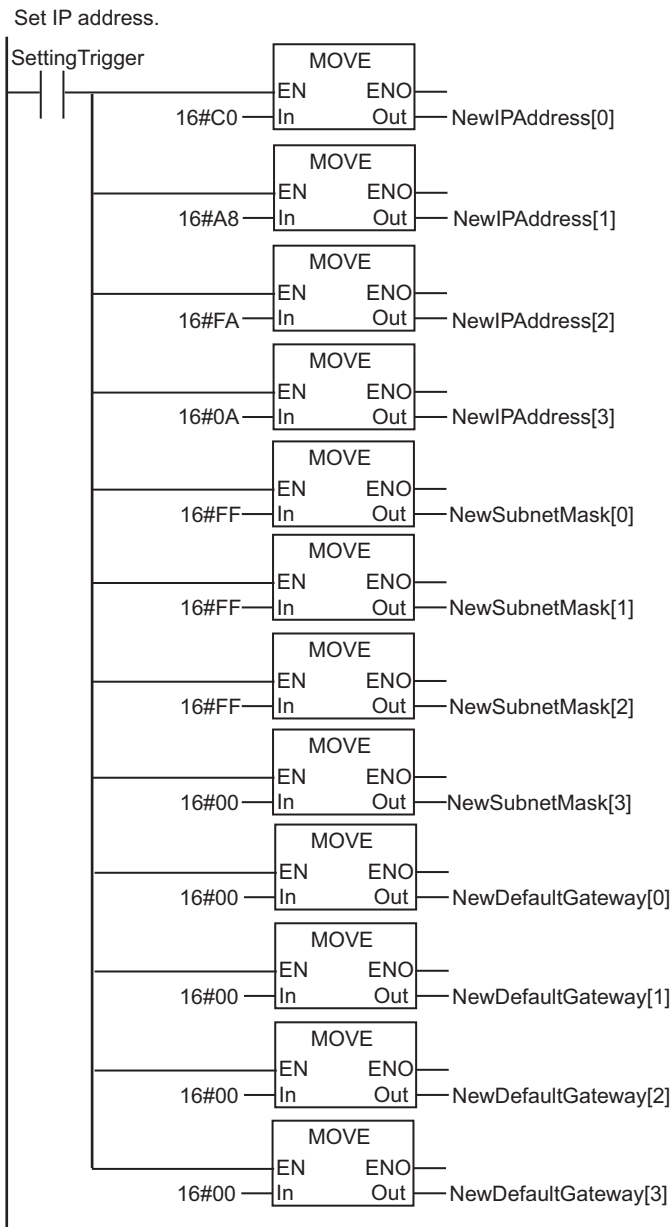 Set IP address.
SettingTrigger
MOVE
EN ENO
16#C0 In Out NewIPAddress[0]
MOVE
EN ENO
16#A8 In Out NewIPAddress[1]
MOVE
EN ENO
16#FA In Out NewIPAddress[2]
MOVE
EN ENO
16#0A In Out NewIPAddress[3]
MOVE
EN ENO
16#FF In Out NewSubnetMask[0]
MOVE
EN ENO
16#FF In Out NewSubnetMask[1]
MOVE
EN ENO
16#FF In Out NewSubnetMask[2]
MOVE
EN ENO
16#00 In Out NewSubnetMask[3]
MOVE
EN ENO
16#00 In Out NewDefaultGateway[0]
MOVE
EN ENO
16#00 In Out NewDefaultGateway[1]
MOVE
EN ENO
16#00 In Out NewDefaultGateway[2]
MOVE
EN ENO
16#00 In Out NewDefaultGateway[3]